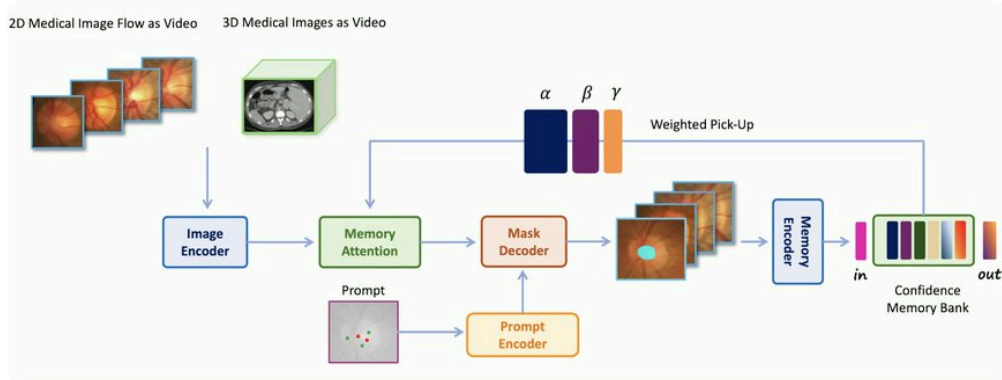 2D Medical Image Flow as Video
3D Medical Images as Video
α
β
γ
Weighted Pick-Up
Image
Encoder
Memory
Attention
Mask
Decoder
Memory
Encoder
in
out
Confidence
Memory Bank
Prompt
Prompt
Encoder